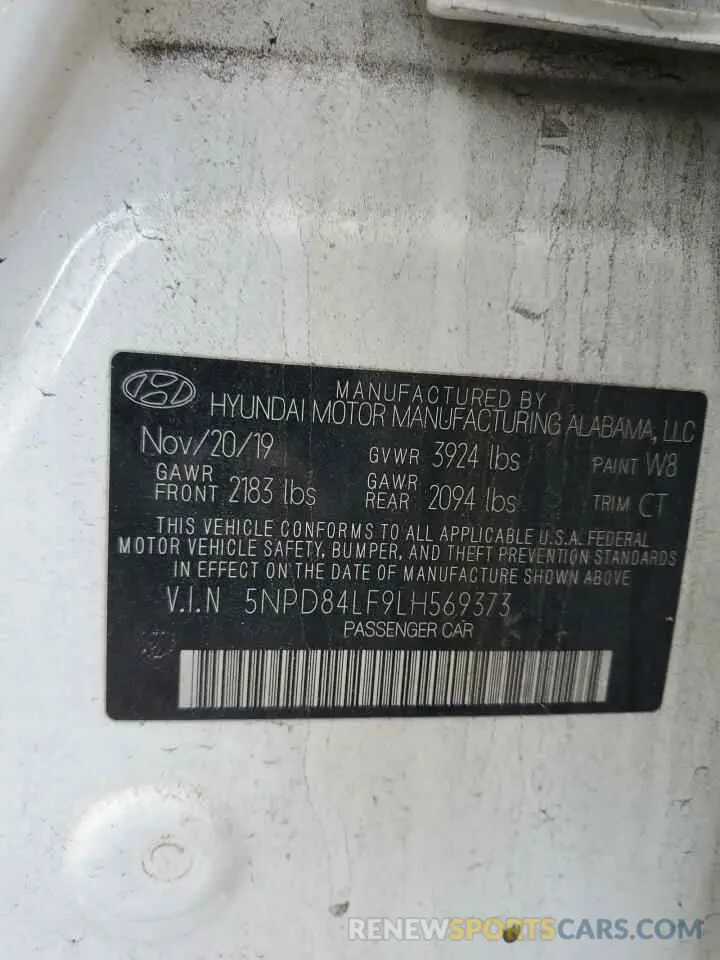 MANUFACTURED BY
HYUNDAI MOTOR MANUFACTURING ALABAMA, LLC
Nov/20/19 GVWR 3924 lbs PAINT W8
GAWR FRONT 2183 lbs GAWR REAR 2094 lbs TRIM CT
THIS VEHICLE CONFORMS TO ALL APPLICABLE U.S.A. FEDERAL
MOTOR VEHICLE SAFETY, BUMPER, AND THEFT PREVENTION STANDARDS
IN EFFECT ON THE DATE OF MANUFACTURE SHOWN ABOVE
V.I.N 5NPD84LF9LH569373
PASSENGER CAR
RENEWSPORTSCARS.COM